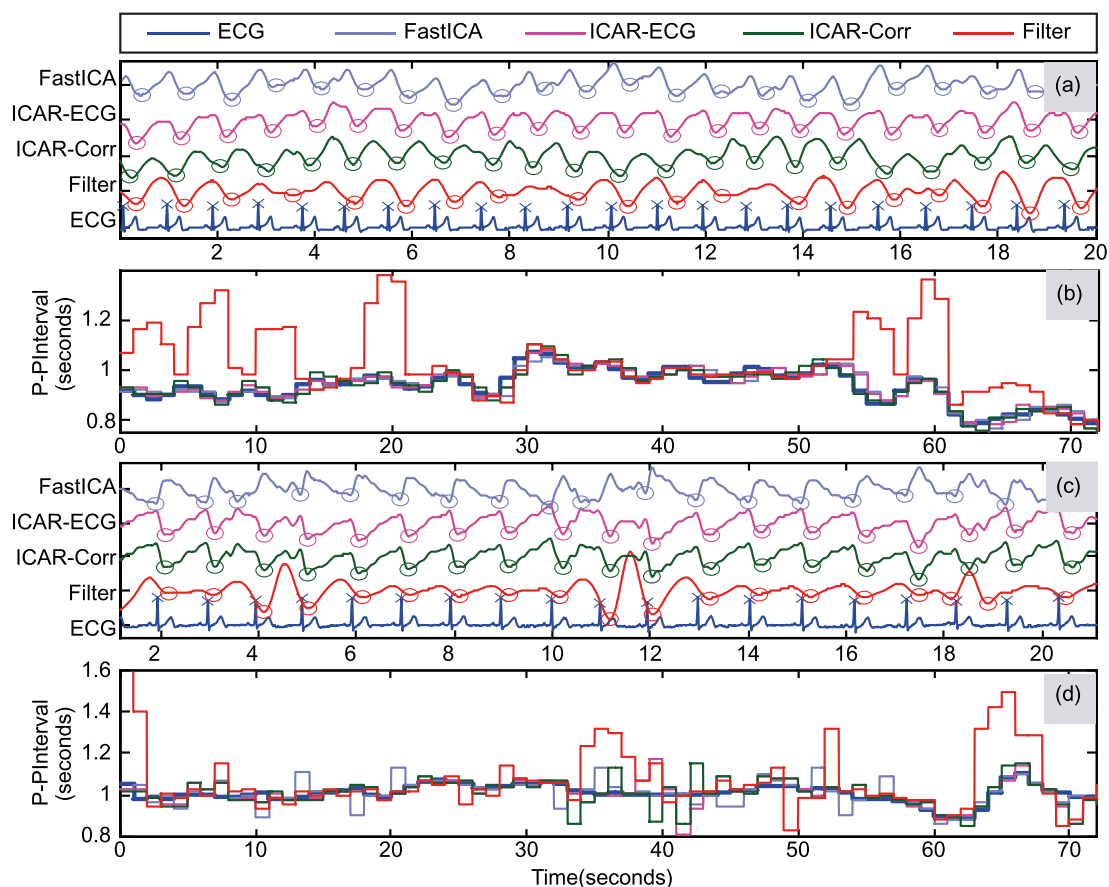 ECG FastICA ICAR-ECG ICAR-Corr Filter
(a)
FastICA
ICAR-ECG
ICAR-Corr
Filter
ECG
2 4 6 8 10 12 14 16 18 20
(b)
P-PInterval
(seconds)
1.2
1
0.8
0 10 20 30 40 50 60 70
(c)
FastICA
ICAR-ECG
ICAR-Corr
Filter
ECG
2 4 6 8 10 12 14 16 18 20
(d)
P-PInterval
(seconds)
1.6
1.4
1.2
1
0.8
0 10 20 30 40 50 60 70
Time(seconds)